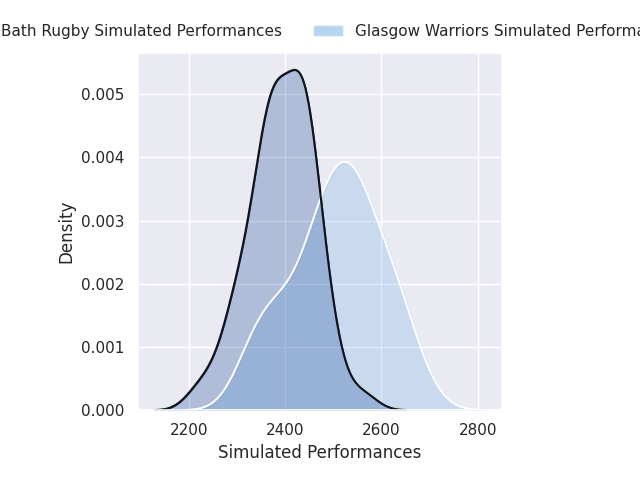 Bath Rugby Simulated Performances
Glasgow Warriors Simulated
0.005
0.004
0.003
0.002
0.001
0.000
Density
2200 2400 2600 2800
Simulated Performances